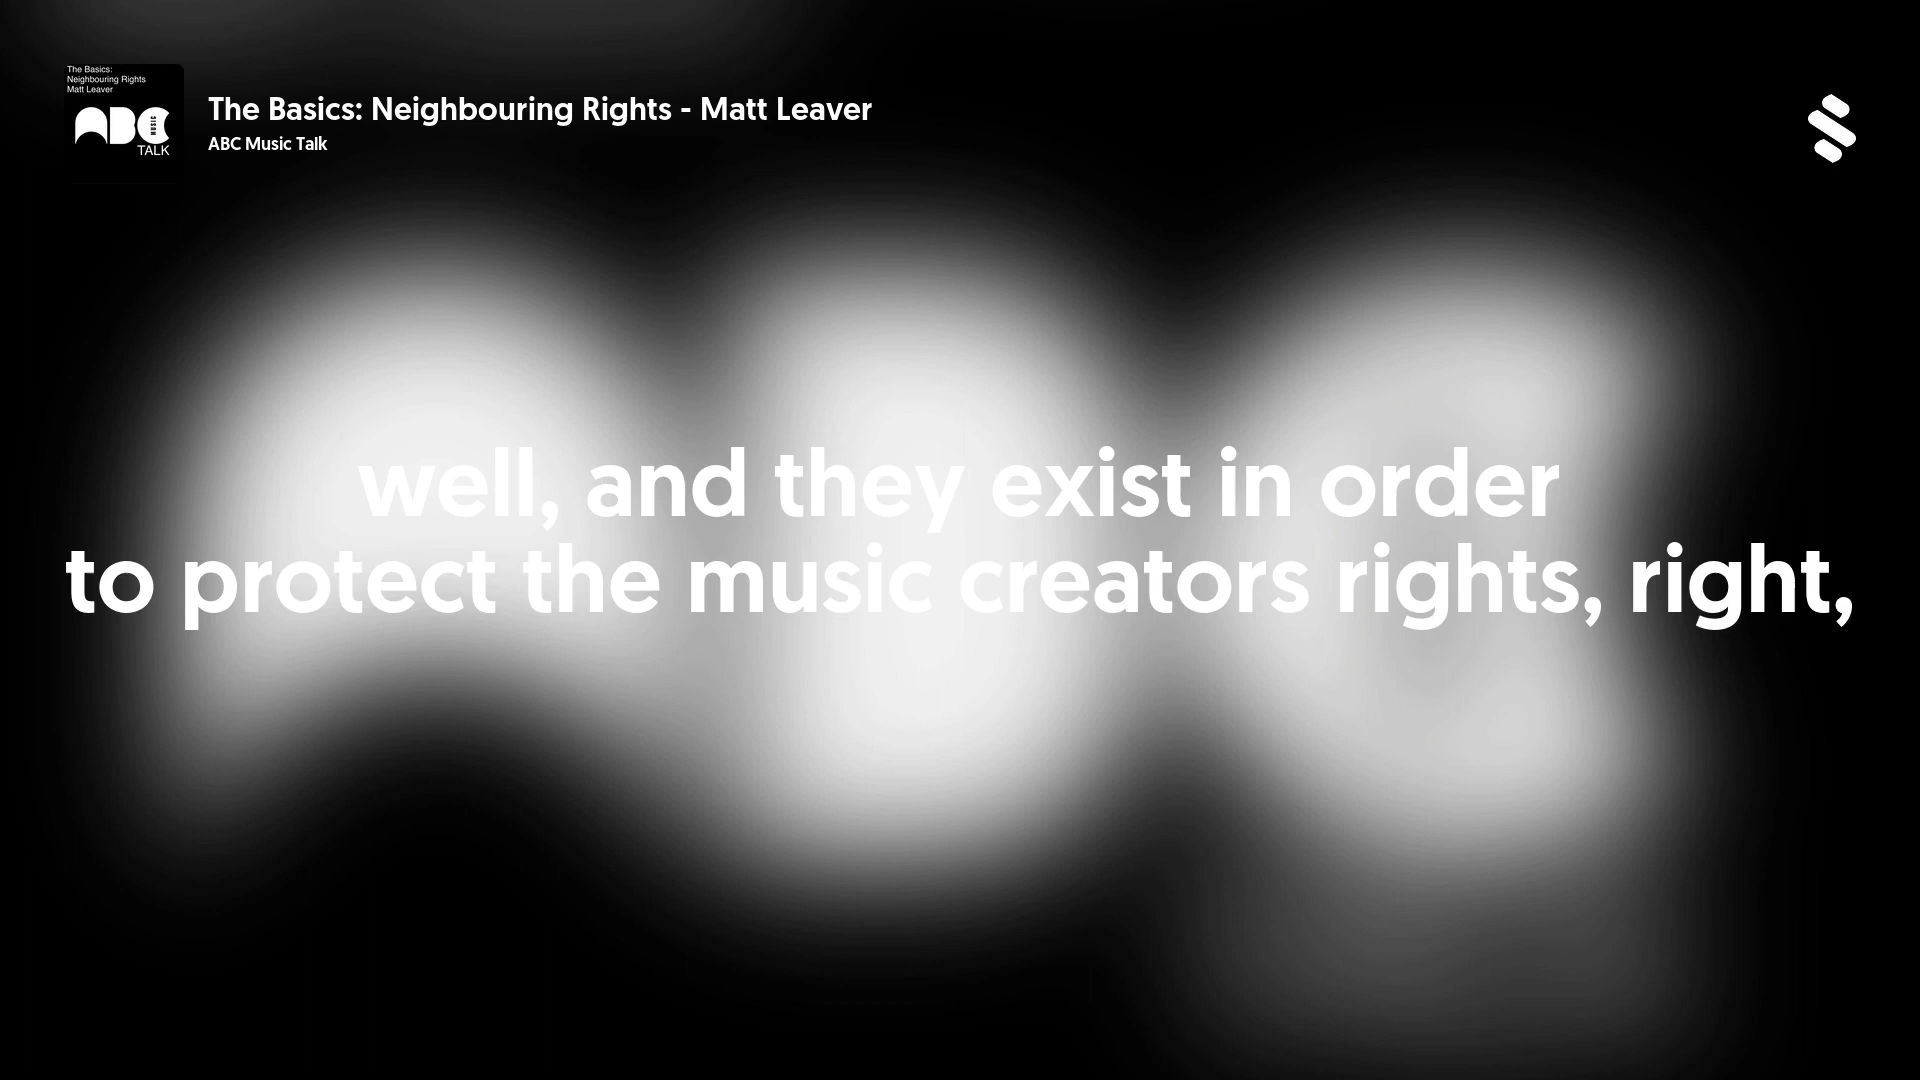 The Basics:
Neighbouring Rights
Matt Leaver
ABC
MUSIC
TALK
The Basics: Neighbouring Rights - Matt Leaver
ABC Music Talk
well, and they exist in order
to protect the music creators rights, right,